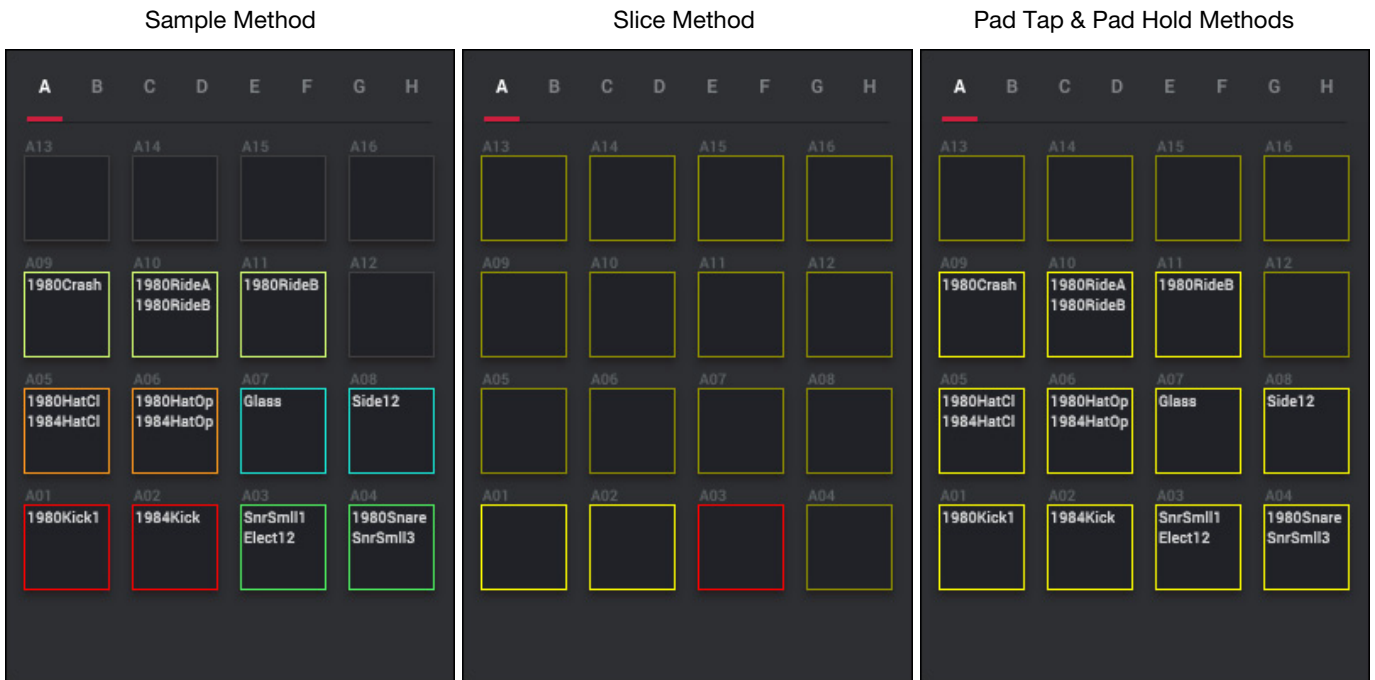 Sample Method
A B C D E F G H
A13 A14 A15 A16
A09 A10 A11 A12
1980Crash 1980RideA 1980RideB
1980RideB
A05 A06 A07 A08
1980HatCl 1980HatOp Glass Side12
1984HatCl 1984HatOp
A01 A02 A03 A04
1980Kick1 1984Kick SnrSmll1 1980Snare
Elect12 SnrSmll3
Slice Method
A B C D E F G H
A13 A14 A15 A16
A09 A10 A11 A12
A05 A06 A07 A08
A01 A02 A03 A04
Pad Tap & Pad Hold Methods
A B C D E F G H
A13 A14 A15 A16
A09 A10 A11 A12
1980Crash 1980RideA 1980RideB
1980RideB
A05 A06 A07 A08
1980HatCl 1980HatOp Glass Side12
1984HatCl 1984HatOp
A01 A02 A03 A04
1980Kick1 1984Kick SnrSmll1 1980Snare
Elect12 SnrSmll3